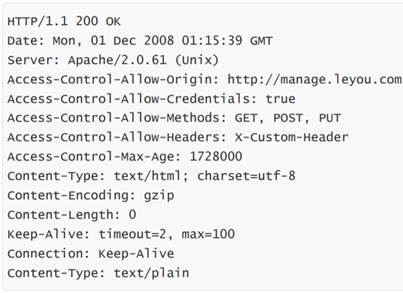 HTTP/1.1 200 OK
Date: Mon, 01 Dec 2008 01:15:39 GMT
Server: Apache/2.0.61 (Unix)
Access-Control-Allow-Origin: http://manage.leyou.com
Access-Control-Allow-Credentials: true
Access-Control-Allow-Methods: GET, POST, PUT
Access-Control-Allow-Headers: X-Custom-Header
Access-Control-Max-Age: 1728000
Content-Type: text/html; charset=utf-8
Content-Encoding: gzip
Content-Length: 0
Keep-Alive: timeout=2, max=100
Connection: Keep-Alive
Content-Type: text/plain